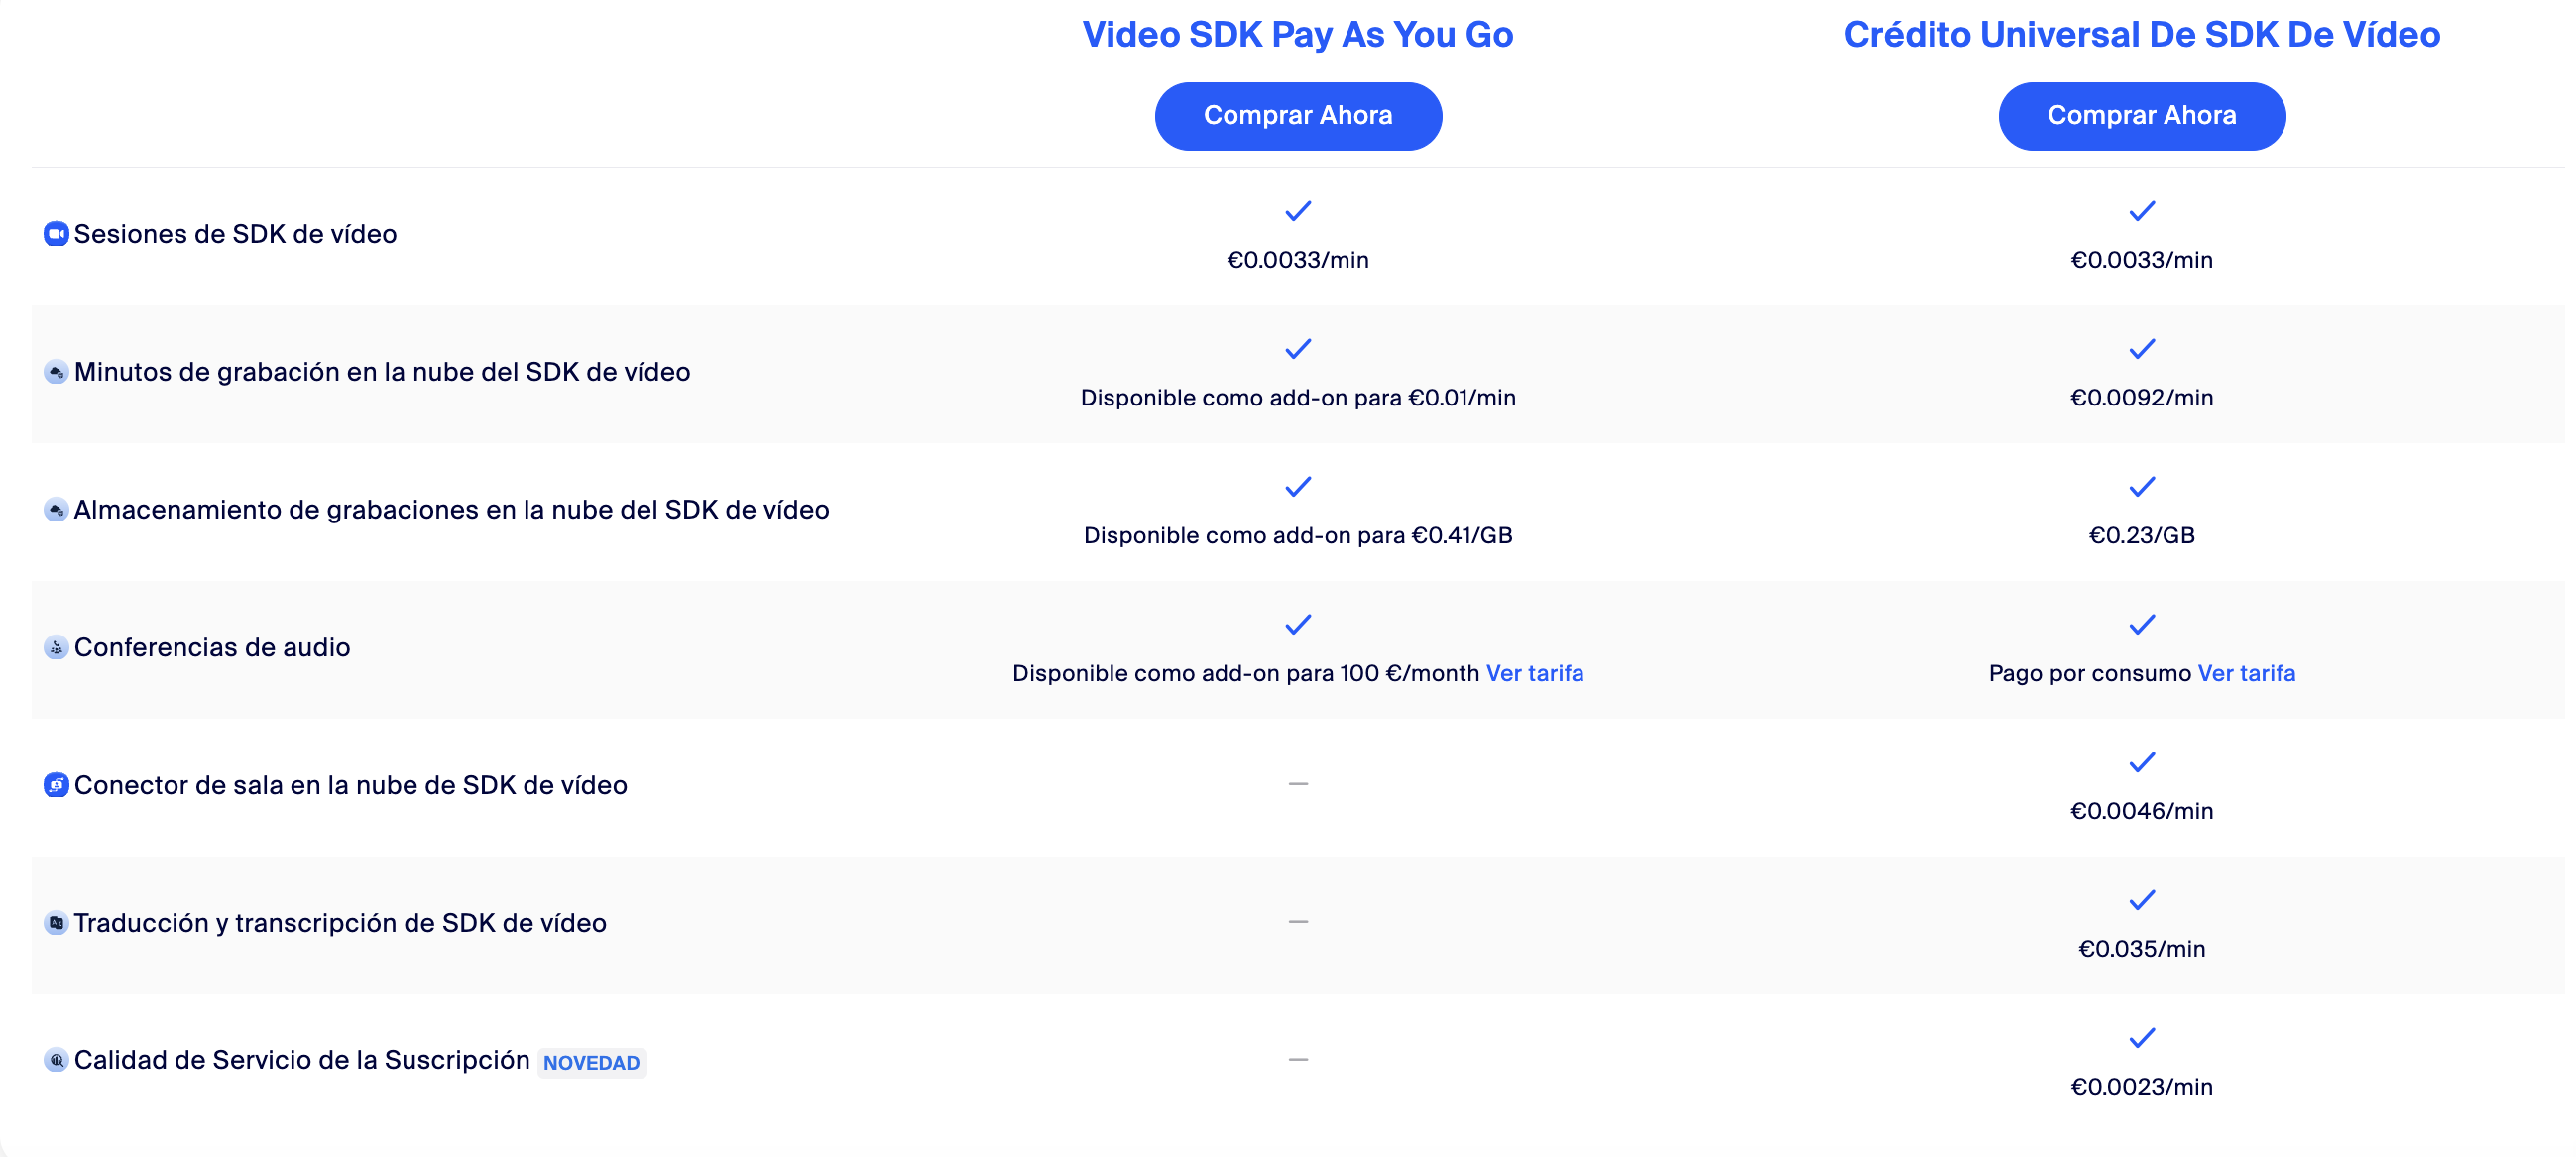 Video SDK Pay As You Go
Crédito Universal De SDK De Vídeo
Comprar Ahora
Comprar Ahora
Sesiones de SDK de vídeo
€0.0033/min
€0.0033/min
Minutos de grabación en la nube del SDK de vídeo
Disponible como add-on para €0.01/min
€0.0092/min
Almacenamiento de grabaciones en la nube del SDK de vídeo
Disponible como add-on para €0.41/GB
€0.23/GB
Conferencias de audio
Disponible como add-on para 100 €/month Ver tarifa
Pago por consumo Ver tarifa
Conector de sala en la nube de SDK de vídeo
—
€0.0046/min
Traducción y transcripción de SDK de vídeo
—
€0.035/min
Calidad de Servicio de la Suscripción NOVEDAD
—
€0.0023/min